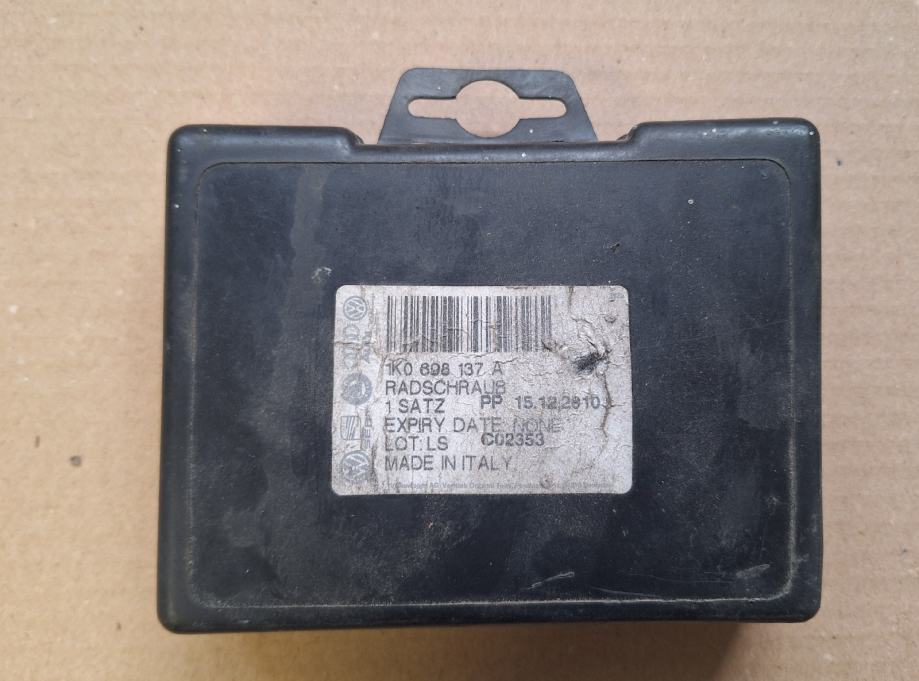 1K0 698 137 A
RADSCHRAUB
1 SATZ PP 15.12.2010
EXPIRY DATE: NONE
LOT: LS C02353
MADE IN ITALY